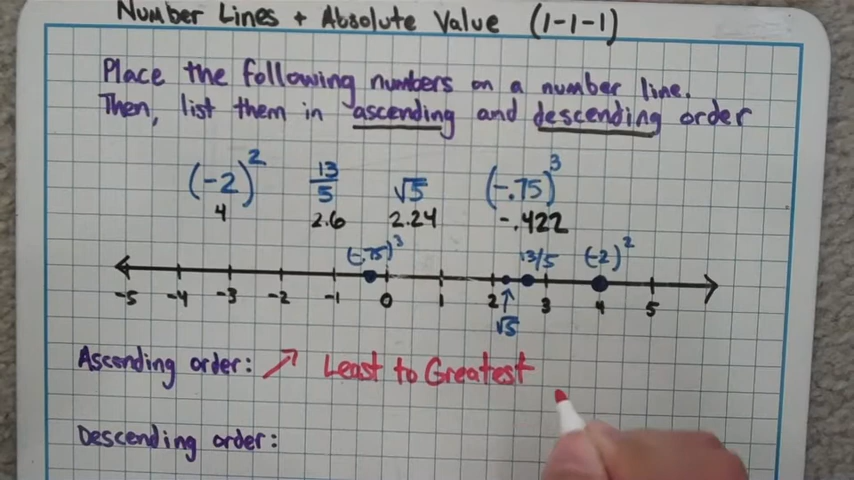 Number Lines + Absolute Value (1-1-1)
Place the following numbers on a number line.
Then, list them in ascending and descending order
(-2)² 13/5 √5 (-.75)³
4 2.6 2.24 -.422
(-.75)³ 13/5 (-2)²
-5 -4 -3 -2 -1 0 1 2 3 4 5
√5
Ascending order: ↗ Least to Greatest
Descending order: